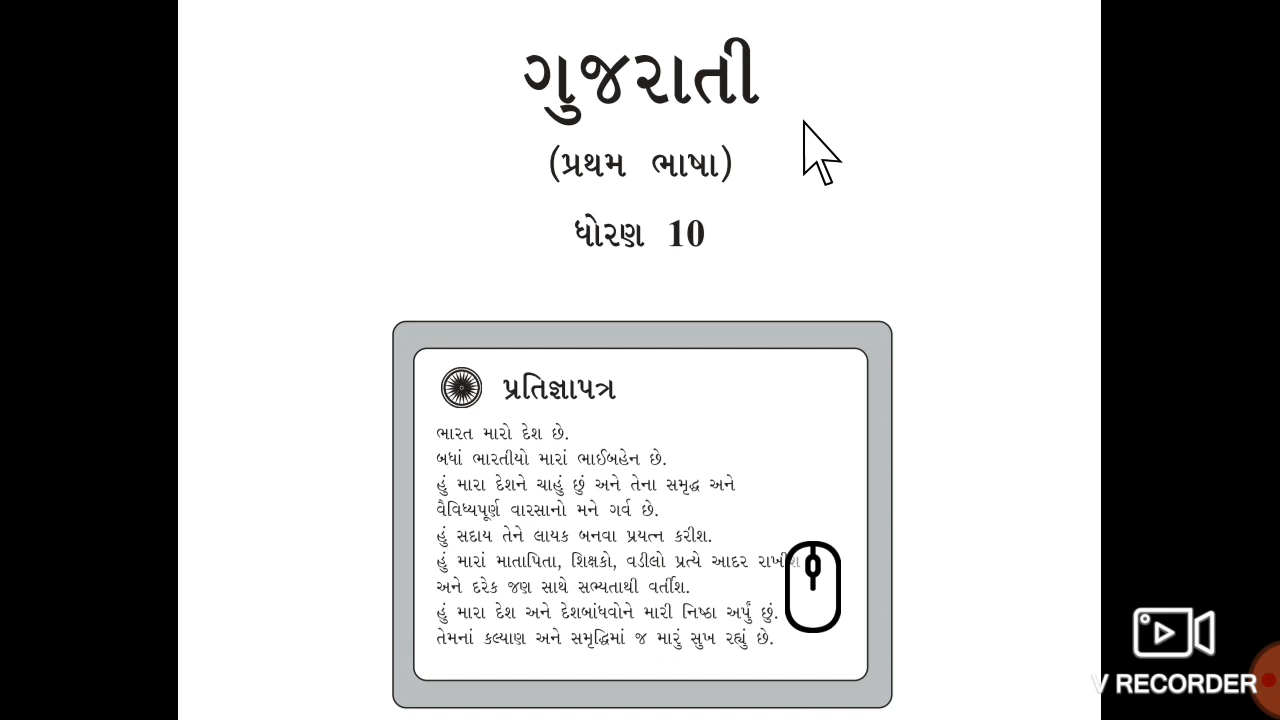 ગુજરાતી
(પ્રથમ ભાષા)
ધોરણ 10
પ્રતિજ્ઞાપત્ર
ભારત મારો દેશ છે.
બધાં ભારતીયો મારાં ભાઈબહેન છે.
હું મારા દેશને ચાહું છું અને તેના સમૃદ્ધ અને
વૈવિધ્યપૂર્ણ વારસાનો મને ગર્વ છે.
હું સદાય તેને લાયક બનવા પ્રયત્ન કરીશ.
હું મારાં માતાપિતા, શિક્ષકો, વડીલો પ્રત્યે આદર રાખીશ
અને દરેક જણ સાથે સભ્યતાથી વર્તીશ.
હું મારા દેશ અને દેશબાંધવોને મારી નિષ્ઠા અર્પું છું.
તેમનાં કલ્યાણ અને સમૃદ્ધિમાં જ મારું સુખ રહ્યું છે.
V RECORDER